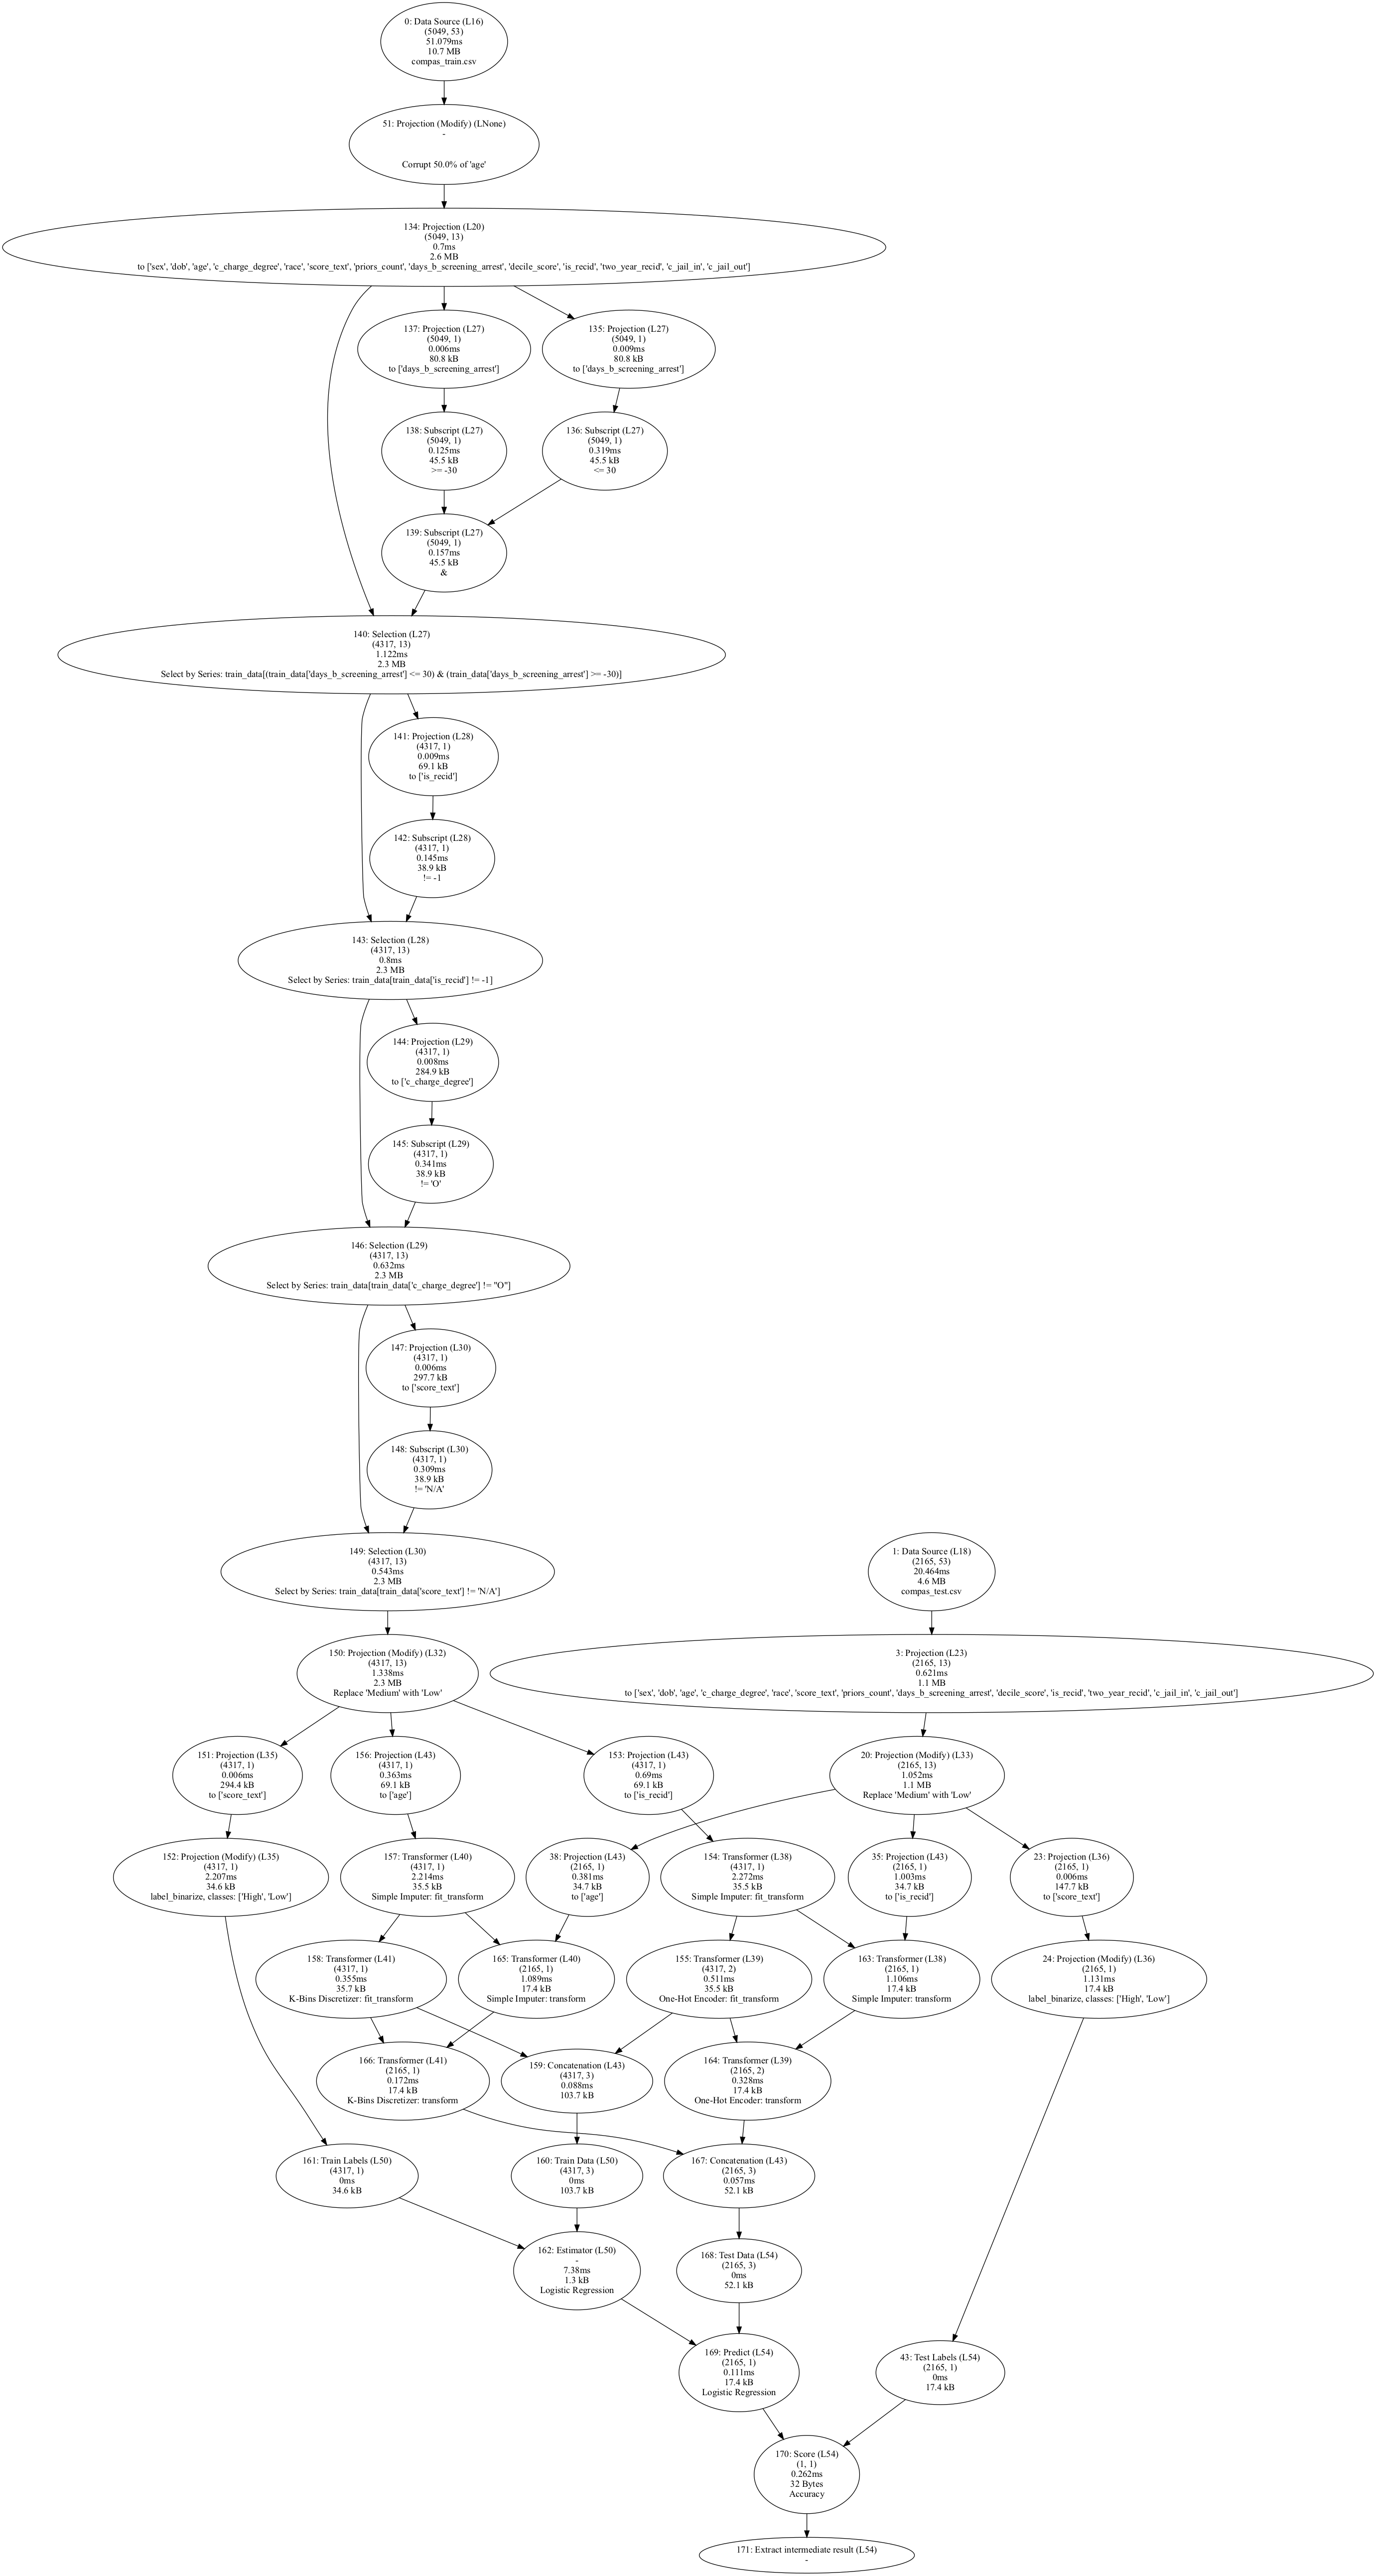 0: Data Source (L16)
(5049, 53)
51.079ms
10.7 MB
compas_train.csv
51: Projection (Modify) (LNone)
-
Corrupt 50.0% of 'age'
134: Projection (L20)
(5049, 13)
0.7ms
2.6 MB
to ['sex', 'dob', 'age', 'c_charge_degree', 'race', 'score_text', 'priors_count', 'days_b_screening_arrest', 'decile_score', 'is_recid', 'two_year_recid', 'c_jail_in', 'c_jail_out']
137: Projection (L27)
(5049, 1)
0.006ms
80.8 kB
to ['days_b_screening_arrest']
135: Projection (L27)
(5049, 1)
0.009ms
80.8 kB
to ['days_b_screening_arrest']
138: Subscript (L27)
(5049, 1)
0.125ms
45.5 kB
>= -30
136: Subscript (L27)
(5049, 1)
0.319ms
45.5 kB
<= 30
139: Subscript (L27)
(5049, 1)
0.157ms
45.5 kB
&
140: Selection (L27)
(4317, 13)
1.122ms
2.3 MB
Select by Series: train_data[(train_data['days_b_screening_arrest'] <= 30) & (train_data['days_b_screening_arrest'] >= -30)]
141: Projection (L28)
(4317, 1)
0.009ms
69.1 kB
to ['is_recid']
142: Subscript (L28)
(4317, 1)
0.145ms
38.9 kB
!= -1
143: Selection (L28)
(4317, 13)
0.8ms
2.3 MB
Select by Series: train_data[train_data['is_recid'] != -1]
144: Projection (L29)
(4317, 1)
0.008ms
284.9 kB
to ['c_charge_degree']
145: Subscript (L29)
(4317, 1)
0.341ms
38.9 kB
!= 'O'
146: Selection (L29)
(4317, 13)
0.632ms
2.3 MB
Select by Series: train_data[train_data['c_charge_degree'] != "O"]
147: Projection (L30)
(4317, 1)
0.006ms
297.7 kB
to ['score_text']
148: Subscript (L30)
(4317, 1)
0.309ms
38.9 kB
!= 'N/A'
149: Selection (L30)
(4317, 13)
0.543ms
2.3 MB
Select by Series: train_data[train_data['score_text'] != 'N/A']
1: Data Source (L18)
(2165, 53)
20.464ms
4.6 MB
compas_test.csv
150: Projection (Modify) (L32)
(4317, 13)
1.338ms
2.3 MB
Replace 'Medium' with 'Low'
3: Projection (L23)
(2165, 13)
0.621ms
1.1 MB
to ['sex', 'dob', 'age', 'c_charge_degree', 'race', 'score_text', 'priors_count', 'days_b_screening_arrest', 'decile_score', 'is_recid', 'two_year_recid', 'c_jail_in', 'c_jail_out']
151: Projection (L35)
(4317, 1)
0.006ms
294.4 kB
to ['score_text']
156: Projection (L43)
(4317, 1)
0.363ms
69.1 kB
to ['age']
153: Projection (L43)
(4317, 1)
0.69ms
69.1 kB
to ['is_recid']
20: Projection (Modify) (L33)
(2165, 13)
1.052ms
1.1 MB
Replace 'Medium' with 'Low'
152: Projection (Modify) (L35)
(4317, 1)
2.207ms
34.6 kB
label_binarize, classes: ['High', 'Low']
157: Transformer (L40)
(4317, 1)
2.214ms
35.5 kB
Simple Imputer: fit_transform
38: Projection (L43)
(2165, 1)
0.381ms
34.7 kB
to ['age']
154: Transformer (L38)
(4317, 1)
2.272ms
35.5 kB
Simple Imputer: fit_transform
35: Projection (L43)
(2165, 1)
1.003ms
34.7 kB
to ['is_recid']
23: Projection (L36)
(2165, 1)
0.006ms
147.7 kB
to ['score_text']
158: Transformer (L41)
(4317, 1)
0.355ms
35.7 kB
K-Bins Discretizer: fit_transform
165: Transformer (L40)
(2165, 1)
1.089ms
17.4 kB
Simple Imputer: transform
155: Transformer (L39)
(4317, 2)
0.511ms
35.5 kB
One-Hot Encoder: fit_transform
163: Transformer (L38)
(2165, 1)
1.106ms
17.4 kB
Simple Imputer: transform
24: Projection (Modify) (L36)
(2165, 1)
1.131ms
17.4 kB
label_binarize, classes: ['High', 'Low']
166: Transformer (L41)
(2165, 1)
0.172ms
17.4 kB
K-Bins Discretizer: transform
159: Concatenation (L43)
(4317, 3)
0.088ms
103.7 kB
164: Transformer (L39)
(2165, 2)
0.328ms
17.4 kB
One-Hot Encoder: transform
161: Train Labels (L50)
(4317, 1)
0ms
34.6 kB
160: Train Data (L50)
(4317, 3)
0ms
103.7 kB
167: Concatenation (L43)
(2165, 3)
0.057ms
52.1 kB
162: Estimator (L50)
-
7.38ms
1.3 kB
Logistic Regression
168: Test Data (L54)
(2165, 3)
0ms
52.1 kB
169: Predict (L54)
(2165, 1)
0.111ms
17.4 kB
Logistic Regression
43: Test Labels (L54)
(2165, 1)
0ms
17.4 kB
170: Score (L54)
(1, 1)
0.262ms
32 Bytes
Accuracy
171: Extract intermediate result (L54)
-